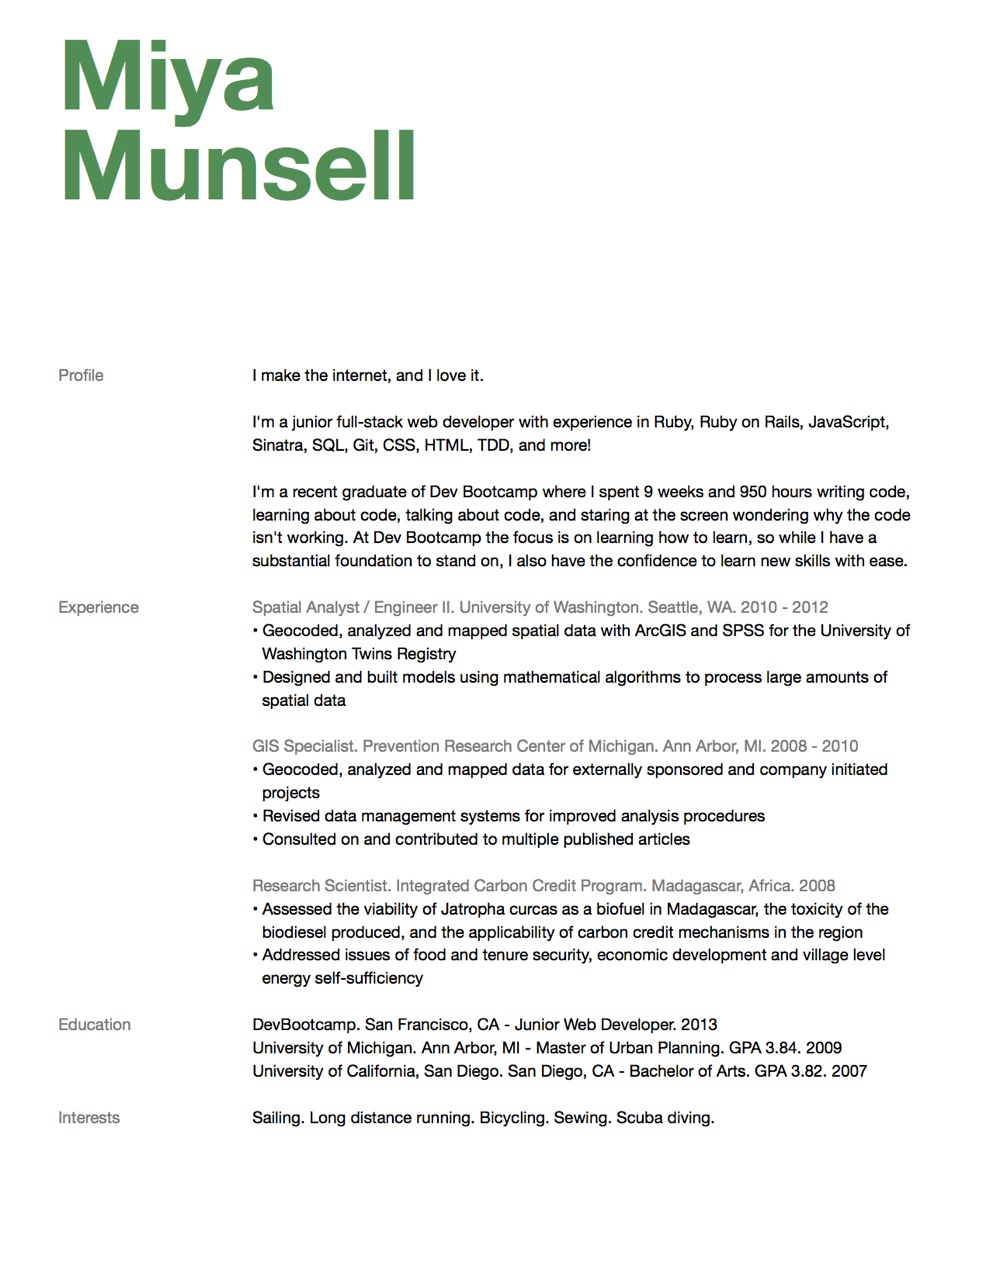 Miya
Munsell
Profile
I make the internet, and I love it.
I'm a junior full-stack web developer with experience in Ruby, Ruby on Rails, JavaScript,
Sinatra, SQL, Git, CSS, HTML, TDD, and more!
I'm a recent graduate of Dev Bootcamp where I spent 9 weeks and 950 hours writing code,
learning about code, talking about code, and staring at the screen wondering why the code
isn't working. At Dev Bootcamp the focus is on learning how to learn, so while I have a
substantial foundation to stand on, I also have the confidence to learn new skills with ease.
Experience
Spatial Analyst / Engineer II. University of Washington. Seattle, WA. 2010 - 2012
• Geocoded, analyzed and mapped spatial data with ArcGIS and SPSS for the University of
Washington Twins Registry
• Designed and built models using mathematical algorithms to process large amounts of
spatial data
GIS Specialist. Prevention Research Center of Michigan. Ann Arbor, MI. 2008 - 2010
• Geocoded, analyzed and mapped data for externally sponsored and company initiated
projects
• Revised data management systems for improved analysis procedures
• Consulted on and contributed to multiple published articles
Research Scientist. Integrated Carbon Credit Program. Madagascar, Africa. 2008
• Assessed the viability of Jatropha curcas as a biofuel in Madagascar, the toxicity of the
biodiesel produced, and the applicability of carbon credit mechanisms in the region
• Addressed issues of food and tenure security, economic development and village level
energy self-sufficiency
Education
DevBootcamp. San Francisco, CA - Junior Web Developer. 2013
University of Michigan. Ann Arbor, MI - Master of Urban Planning. GPA 3.84. 2009
University of California, San Diego. San Diego, CA - Bachelor of Arts. GPA 3.82. 2007
Interests
Sailing. Long distance running. Bicycling. Sewing. Scuba diving.